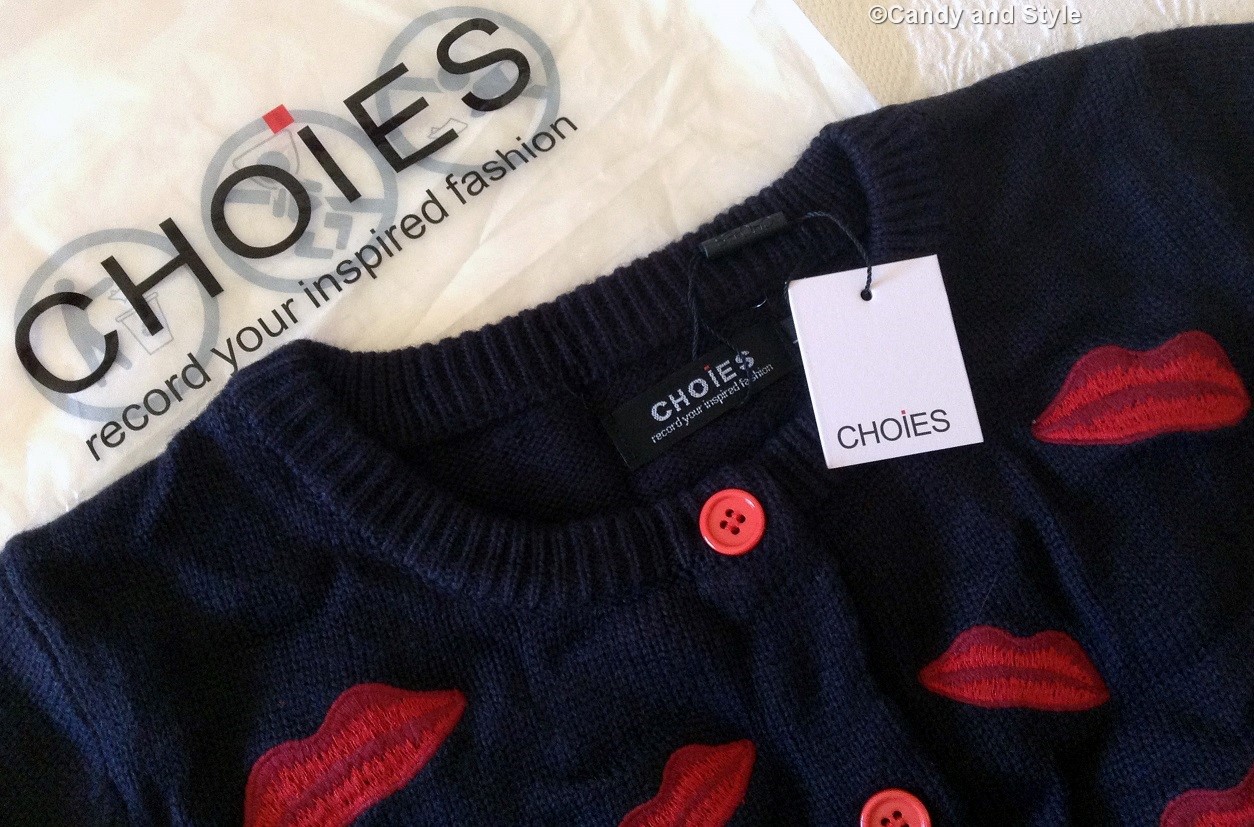 ©Candy and Style
CHOiES
record your inspired fashion
CHOiES
record your inspired fashion
CHOiES